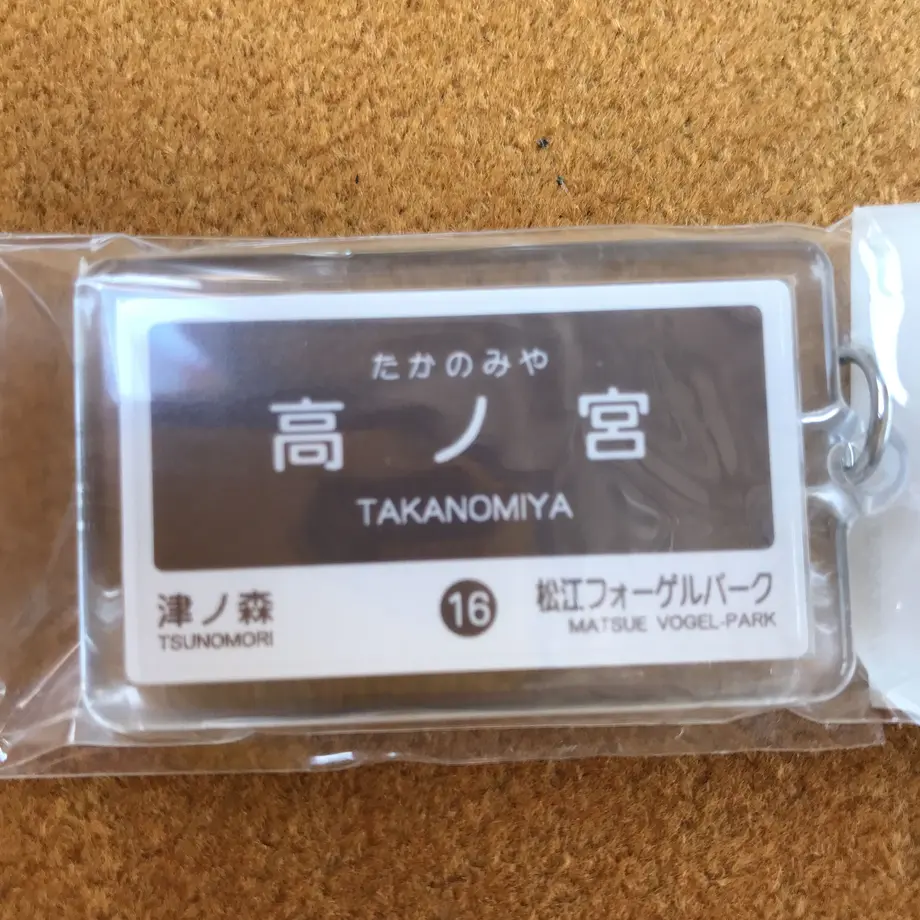 たかのみや
高ノ宮
TAKANOMIYA
津ノ森
TSUNOMORI
16
松江フォーゲルパーク
MATSUE VOGEL-PARK